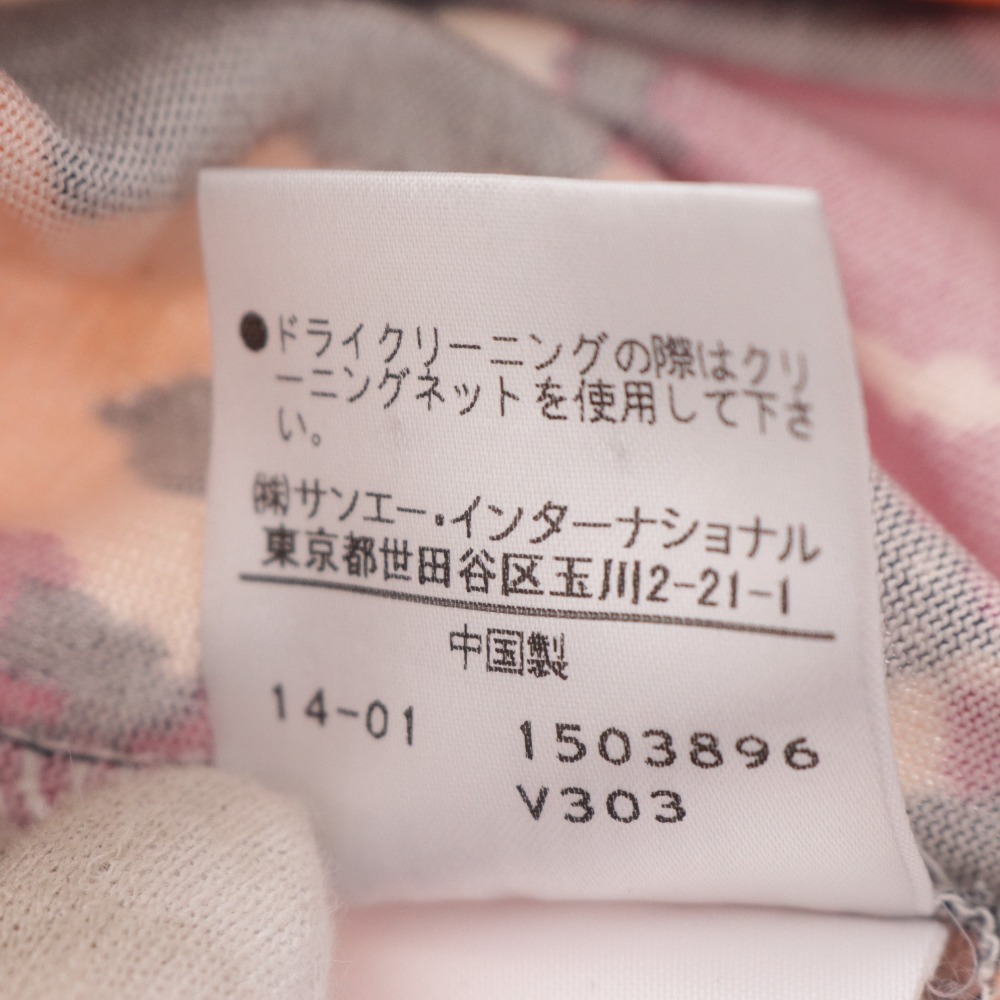 ●ドライクリーニングの際はクリ
ーニングネットを使用して下さ
い。
㈱サンエー・インターナショナル
東京都世田谷区玉川2-21-1
中国製
14-01 1503896
V303